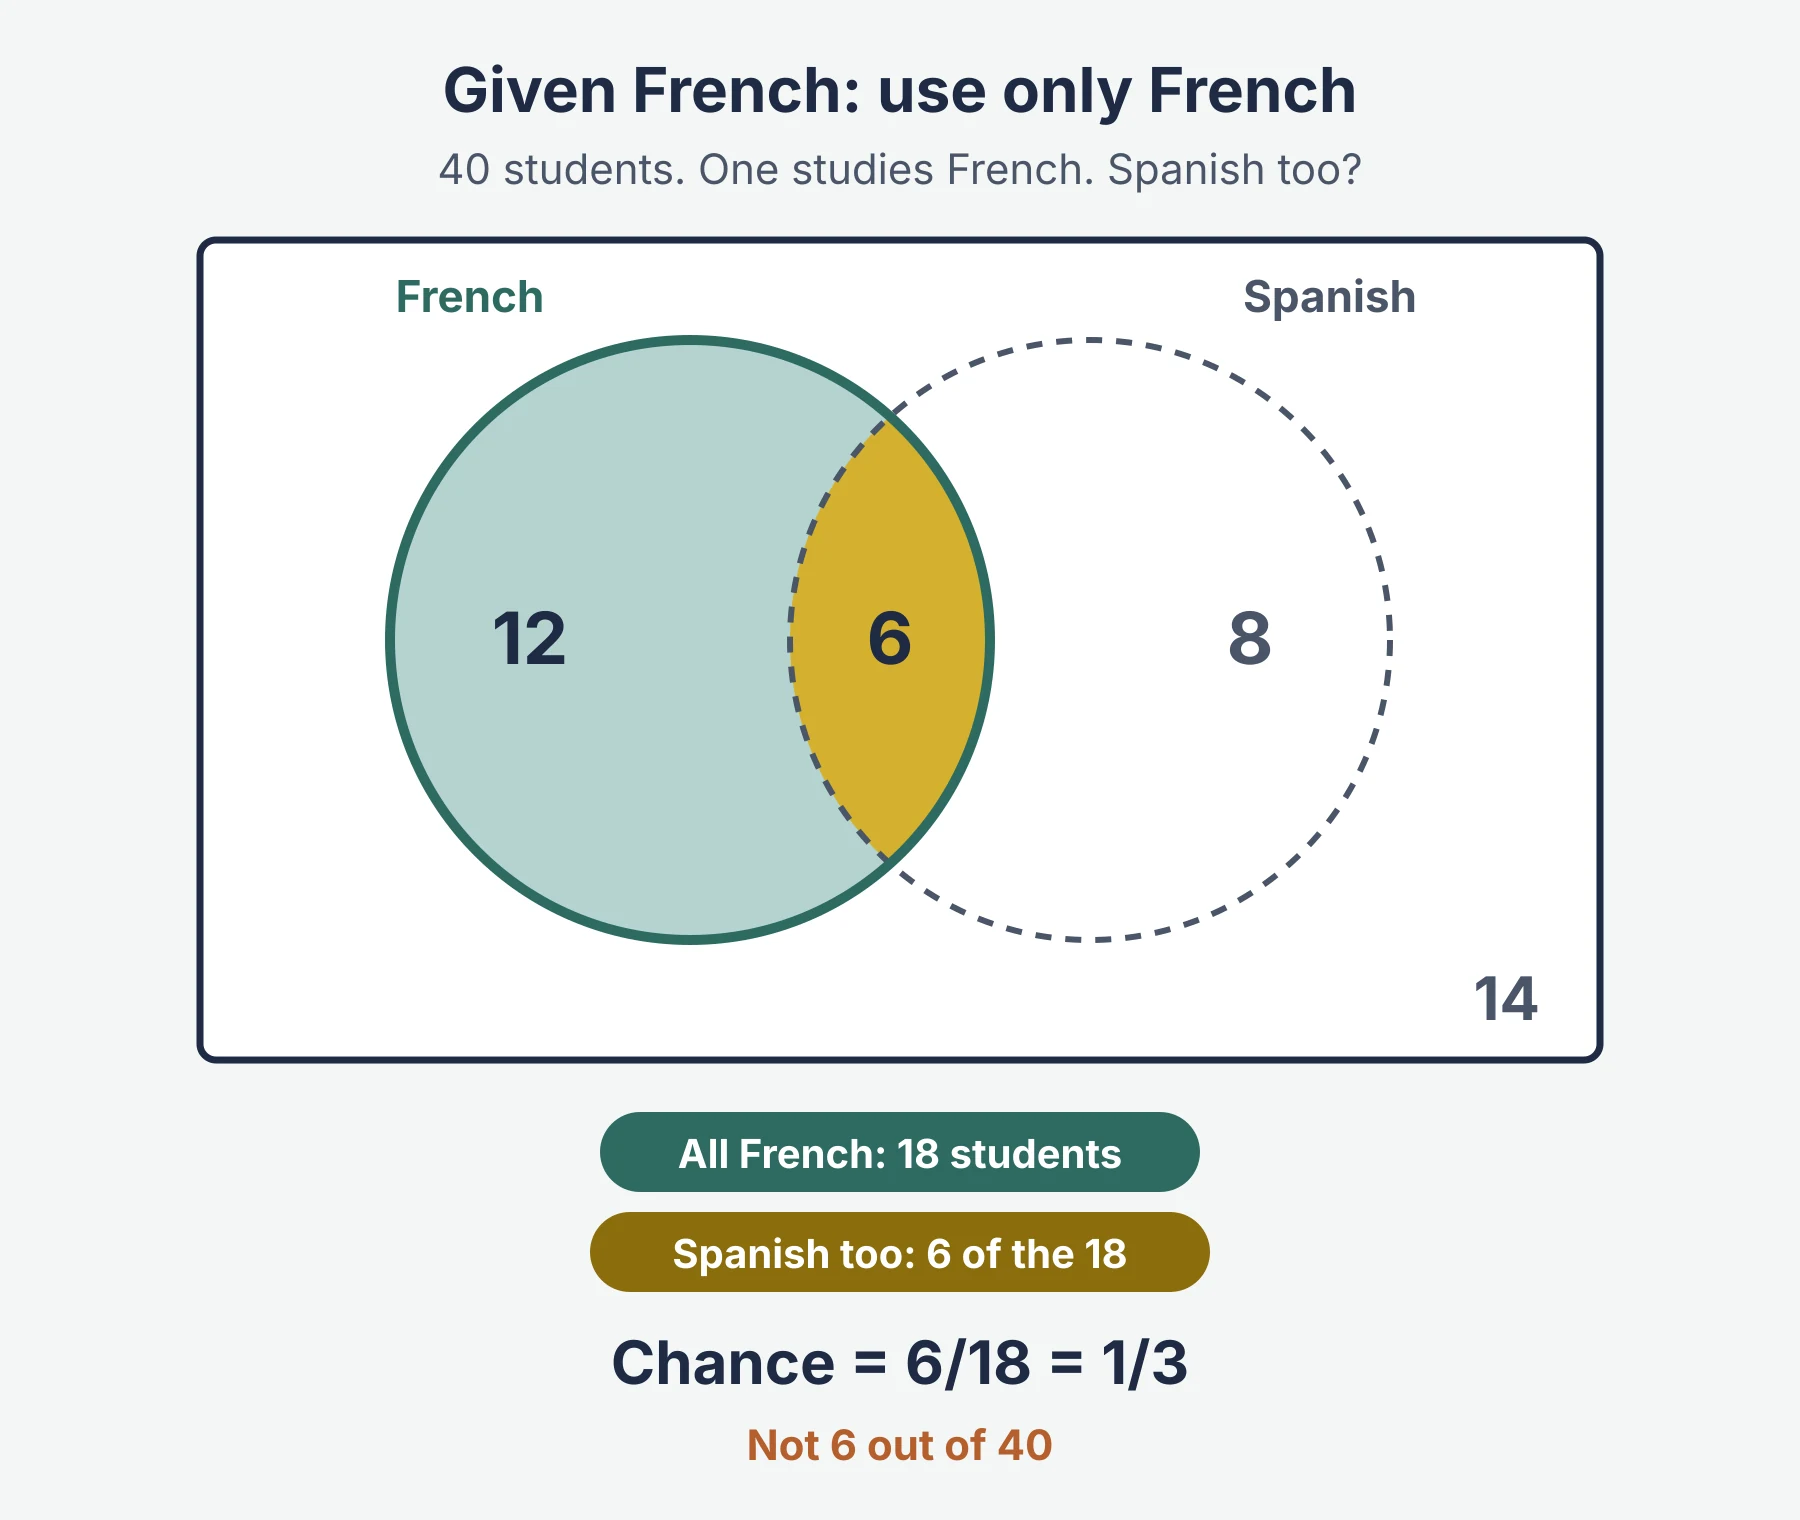 Given French: use only French
40 students. One studies French. Spanish too?
French
Spanish
12
6
8
14
All French: 18 students
Spanish too: 6 of the 18
Chance = 6/18 = 1/3
Not 6 out of 40